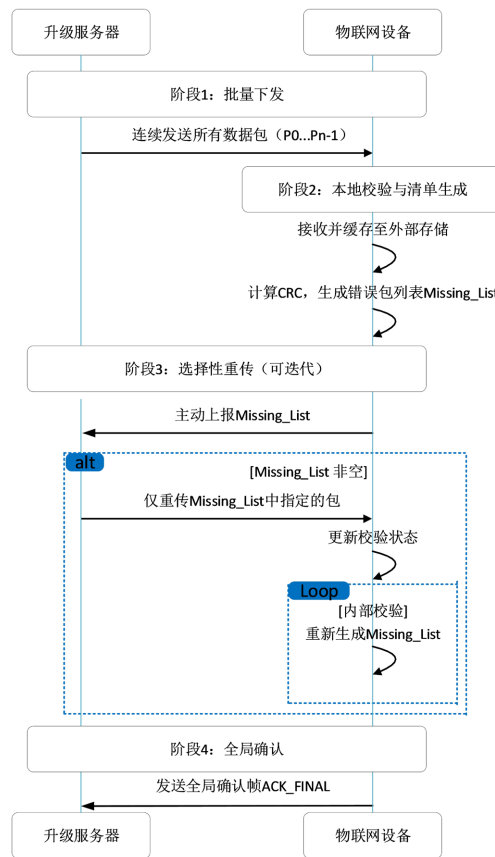 升级服务器
物联网设备
阶段1：批量下发
连续发送所有数据包（P0...Pn-1）
阶段2：本地校验与清单生成
接收并缓存至外部存储
计算CRC，生成错误包列表Missing_List
阶段3：选择性重传（可迭代）
主动上报Missing_List
alt
[Missing_List 非空]
仅重传Missing_List中指定的包
更新校验状态
Loop
[内部校验]
重新生成Missing_List
阶段4：全局确认
发送全局确认帧ACK_FINAL
升级服务器
物联网设备